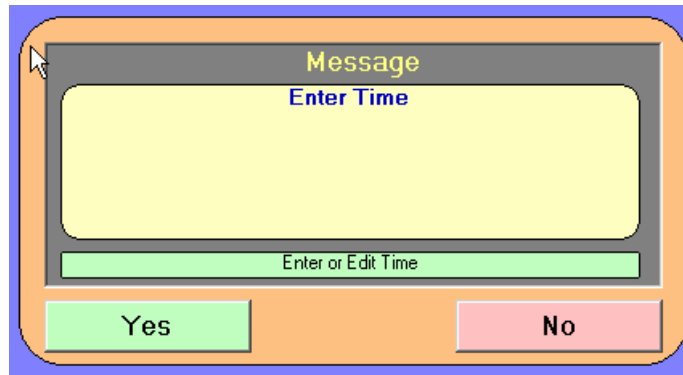 Message
Enter Time
Enter or Edit Time
Yes
No